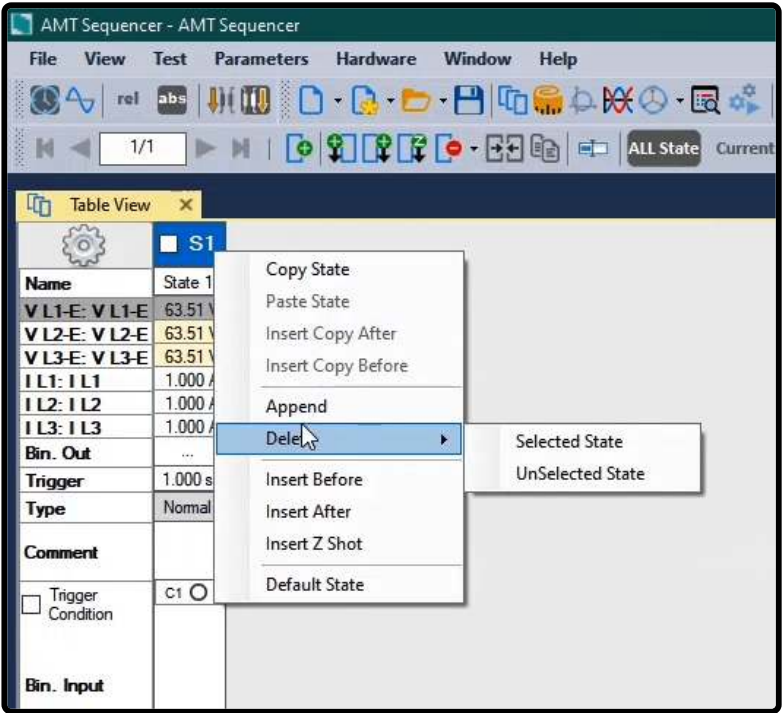 AMT Sequencer - AMT Sequencer
File View Test Parameters Hardware Window Help
rel abs
1/1 ALL State Current
Table View ×
S1
Name State 1
V L1-E: V L1-E 63.51 V
V L2-E: V L2-E 63.51 V
V L3-E: V L3-E 63.51 V
I L1: I L1 1.000 A
I L2: I L2 1.000 A
I L3: I L3 1.000 A
Bin. Out ...
Trigger 1.000 s
Type Normal
Comment
Trigger Condition C1
Bin. Input
Copy State
Paste State
Insert Copy After
Insert Copy Before
Append
Dele
Selected State
UnSelected State
Insert Before
Insert After
Insert Z Shot
Default State